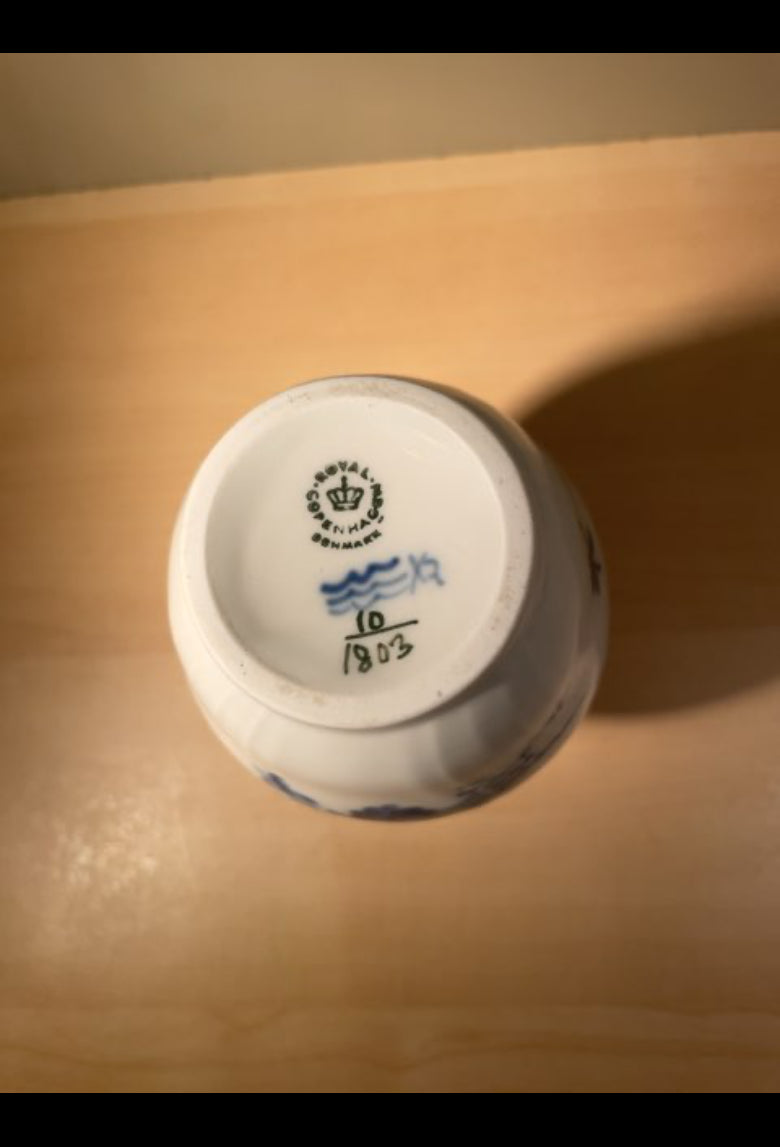 ROYAL
COPENHAGEN
DENMARK
10
1803